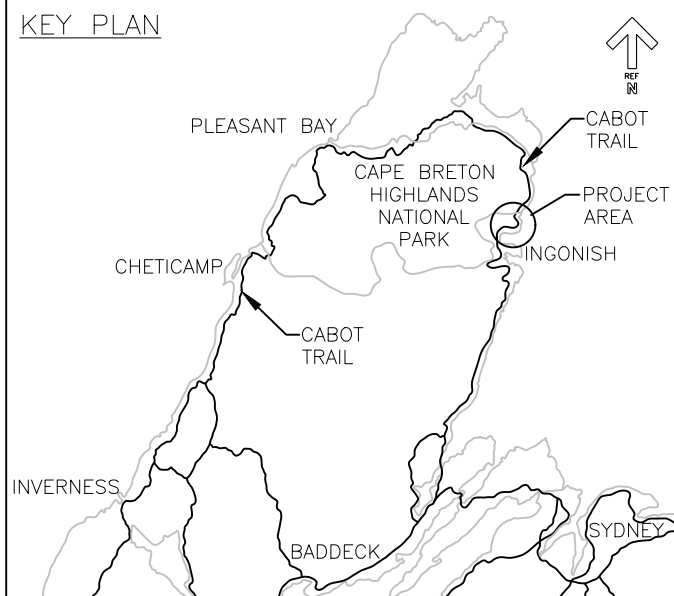 KEY PLAN
REF
N
PLEASANT BAY
CABOT
TRAIL
CAPE BRETON
HIGHLANDS
NATIONAL
PARK
PROJECT
AREA
INGONISH
CHETICAMP
CABOT
TRAIL
INVERNESS
BADDECK
SYDNEY